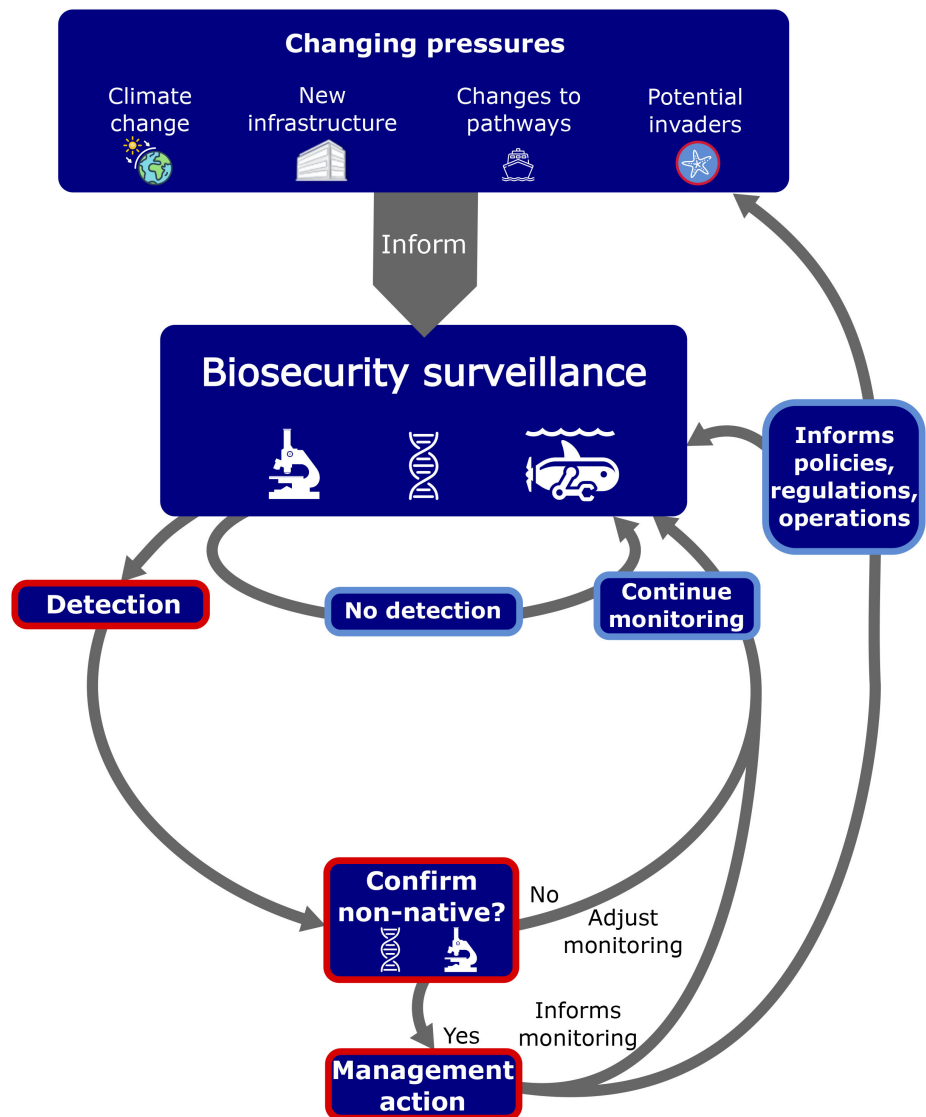 Changing pressures
Climate
change
New
infrastructure
Changes to
pathways
Potential
invaders
Inform
Biosecurity surveillance
Informs
policies,
regulations,
operations
Detection
No detection
Continue
monitoring
Confirm
non-native?
No
Adjust
monitoring
Yes
Informs
monitoring
Management
action